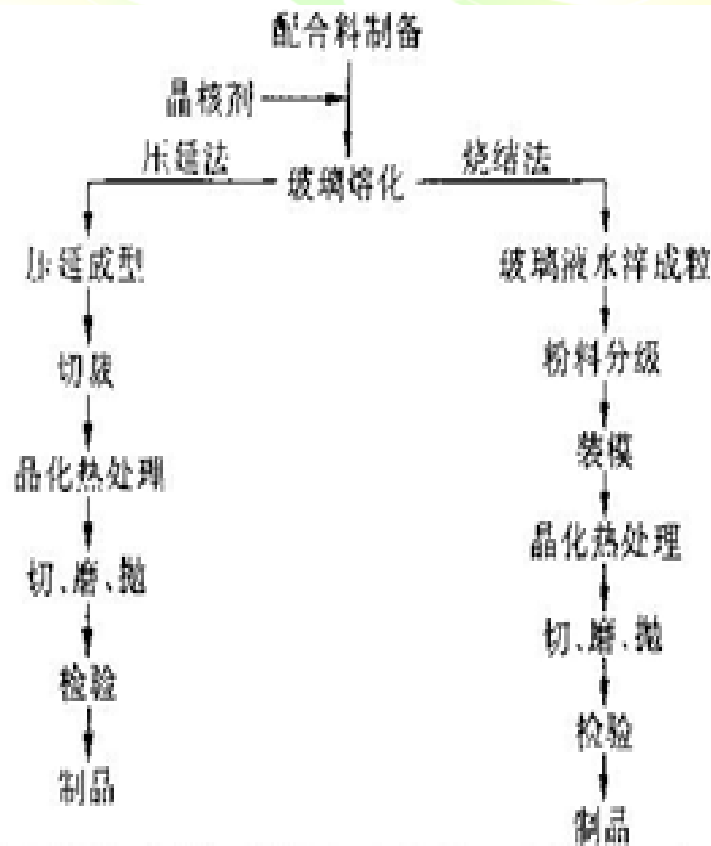 配合料制备
晶核剂
压延法
玻璃熔化
烧结法
压延成型
切裁
晶化热处理
切、磨、抛
检验
制品
玻璃液水淬成粒
粉料分级
装模
晶化热处理
切、磨、抛
检验
制品